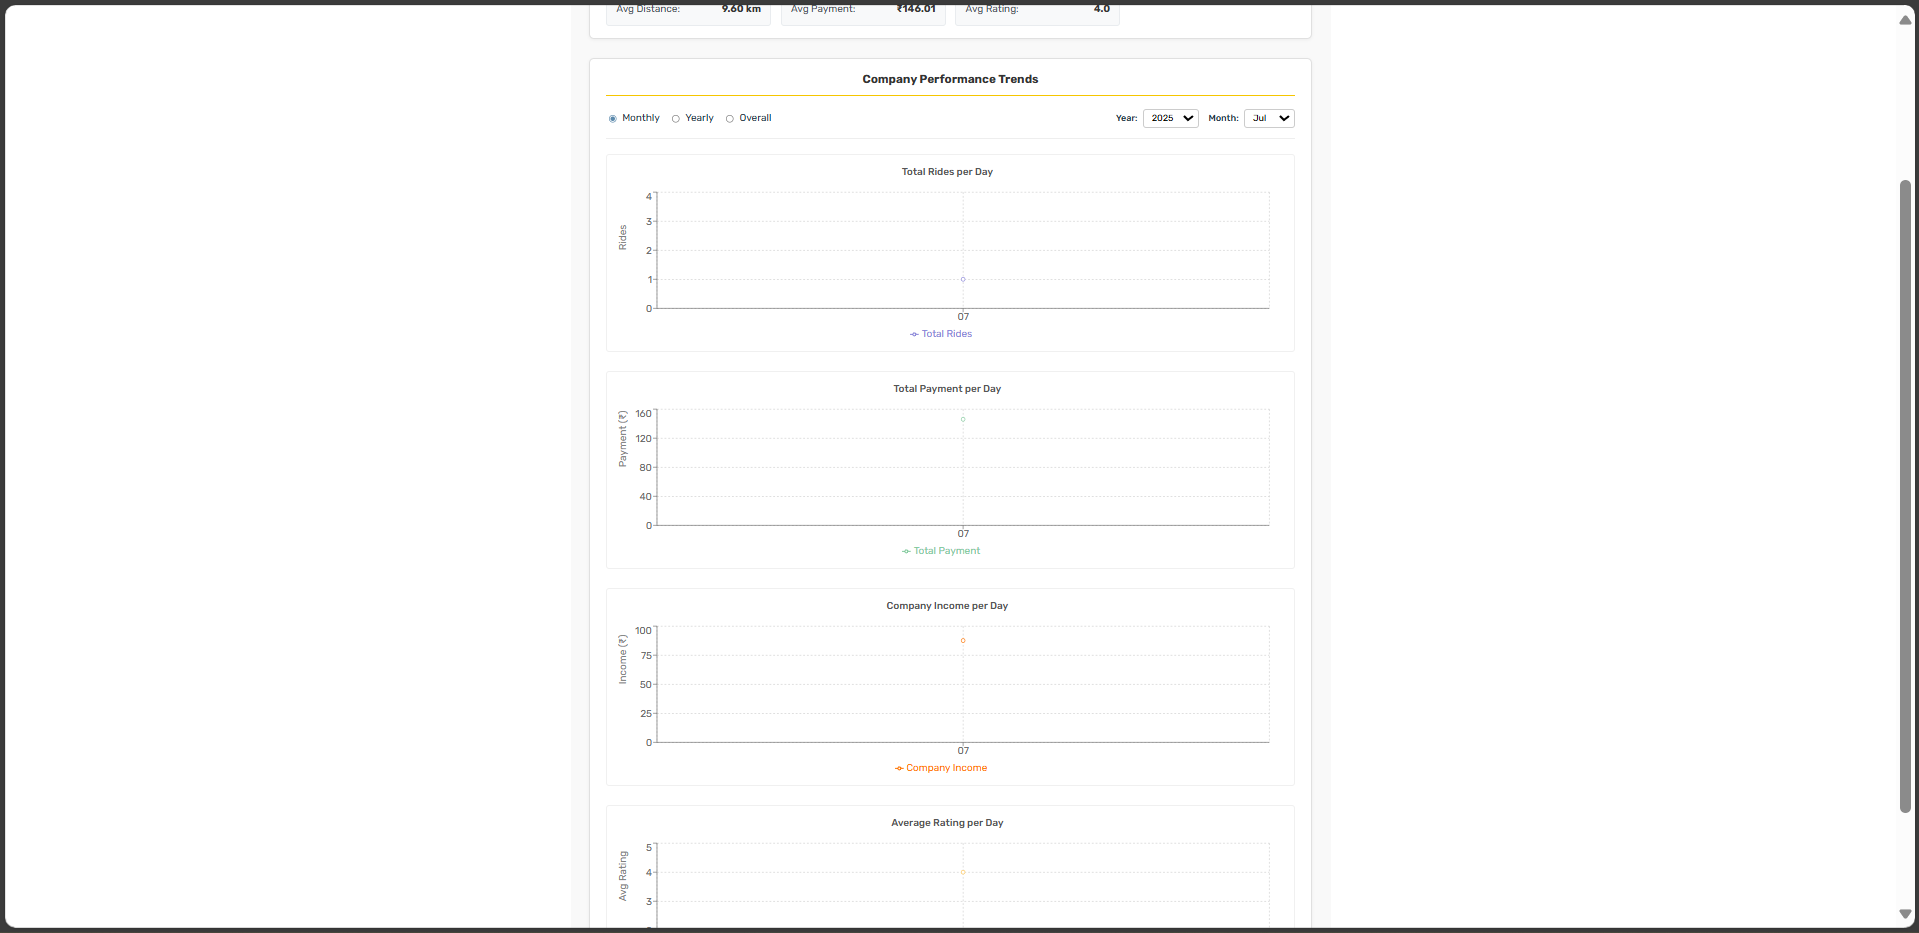 Avg Distance: 9.60 km Avg Payment: ₹146.01 Avg Rating: 4.0
Company Performance Trends
Monthly Yearly Overall Year: 2025 Month: Jul
Total Rides per Day
Rides
4
3
2
1
0
07
Total Rides
Total Payment per Day
Payment (₹)
160
120
80
40
0
07
Total Payment
Company Income per Day
Income (₹)
100
75
50
25
0
07
Company Income
Average Rating per Day
Avg Rating
5
4
3